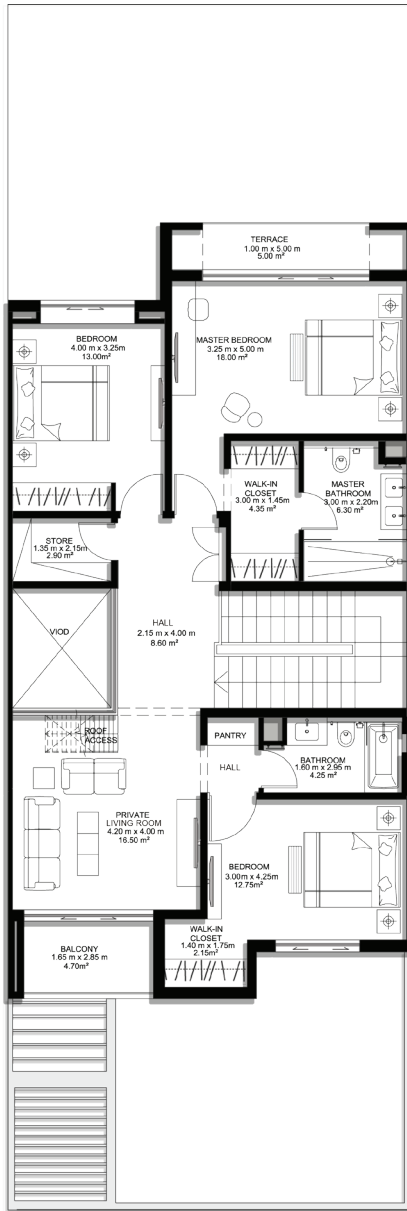 TERRACE
1.00 m x 5.00 m
5.00 m²
BEDROOM
4.00 m x 3.25m
13.00m²
MASTER BEDROOM
3.25 m x 5.00 m
18.00 m²
WALK-IN
CLOSET
3.00 m x 1.45m
4.35 m²
MASTER
BATHROOM
3.00 m x 2.20m
6.30 m²
STORE
1.35 m x 2.15m
2.90 m²
VIOD
HALL
2.15 m x 4.00 m
8.60 m²
ROOF
ACCESS
PANTRY
HALL
BATHROOM
1.60 m x 2.95 m
4.25 m²
PRIVATE
LIVING ROOM
4.20 m x 4.00 m
16.50 m²
BEDROOM
3.00m x 4.25m
12.75m²
WALK-IN
CLOSET
1.40 m x 1.75m
2.15m²
BALCONY
1.65 m x 2.85 m
4.70m²